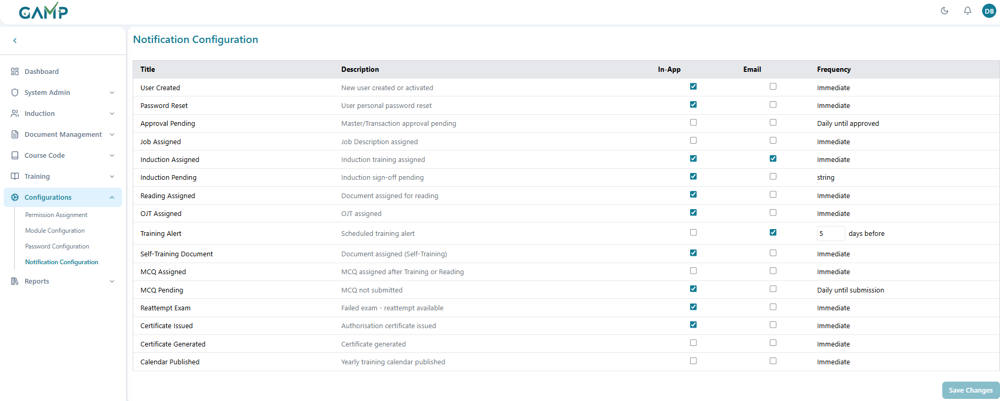 GAMP
DB
Notification Configuration
Title Description In-App Email Frequency
Dashboard
System Admin
Induction
Document Management
Course Code
Training
Configurations
Permission Assignment
Module Configuration
Password Configuration
Notification Configuration
Reports
User Created New user created or activated Immediate
Password Reset User personal password reset Immediate
Approval Pending Master/Transaction approval pending Daily until approved
Job Assigned Job Description assigned Immediate
Induction Assigned Induction training assigned Immediate
Induction Pending Induction sign-off pending string
Reading Assigned Document assigned for reading Immediate
OJT Assigned OJT assigned Immediate
Training Alert Scheduled training alert 5 days before
Self-Training Document Document assigned (Self-Training) Immediate
MCQ Assigned MCQ assigned after Training or Reading Immediate
MCQ Pending MCQ not submitted Daily until submission
Reattempt Exam Failed exam - reattempt available Immediate
Certificate Issued Authorisation certificate issued Immediate
Certificate Generated Certificate generated Immediate
Calendar Published Yearly training calendar published Immediate
Save Changes